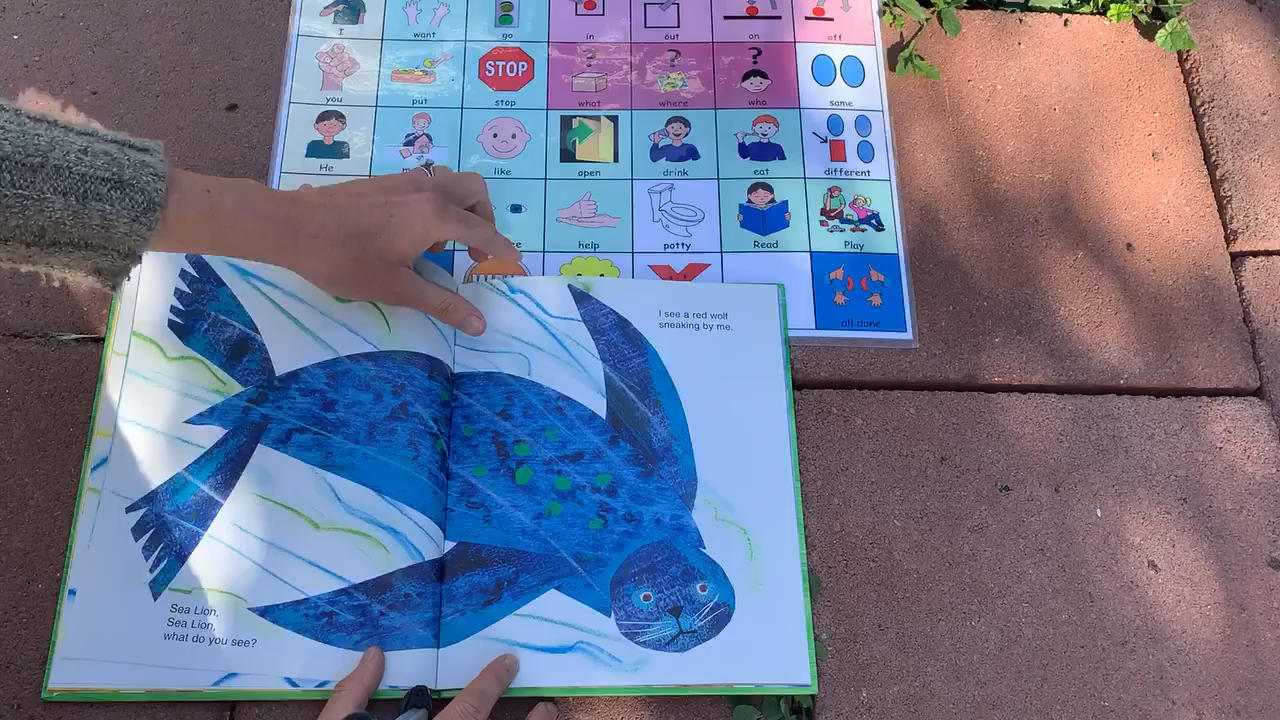 I want go in out on off
you put STOP stop what where who same
? ? ?
He like open drink eat different
help potty Read Play
all done
I see a red wolf
sneaking by me.
Sea Lion,
Sea Lion,
what do you see?